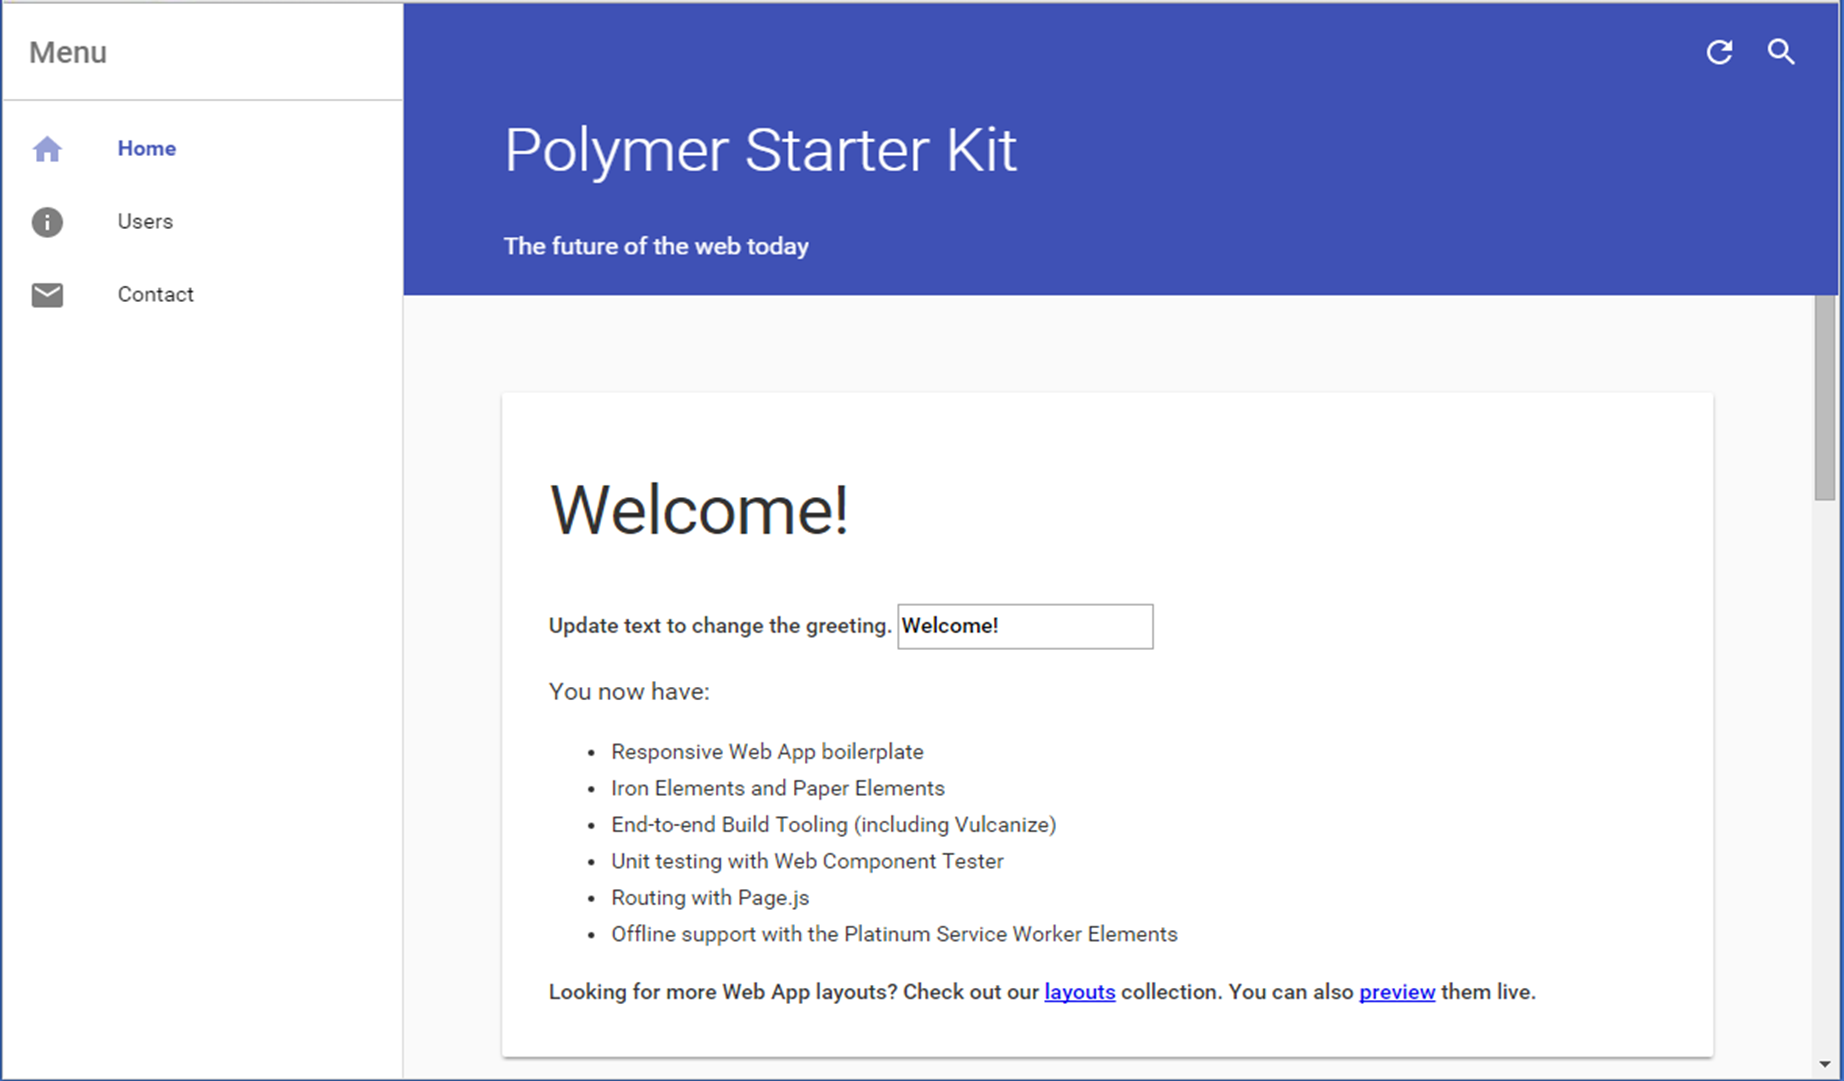 Menu
Home
Users
Contact
Polymer Starter Kit
The future of the web today
Welcome!
Update text to change the greeting. Welcome!
You now have:
• Responsive Web App boilerplate
• Iron Elements and Paper Elements
• End-to-end Build Tooling (including Vulcanize)
• Unit testing with Web Component Tester
• Routing with Page.js
• Offline support with the Platinum Service Worker Elements
Looking for more Web App layouts? Check out our layouts collection. You can also preview them live.